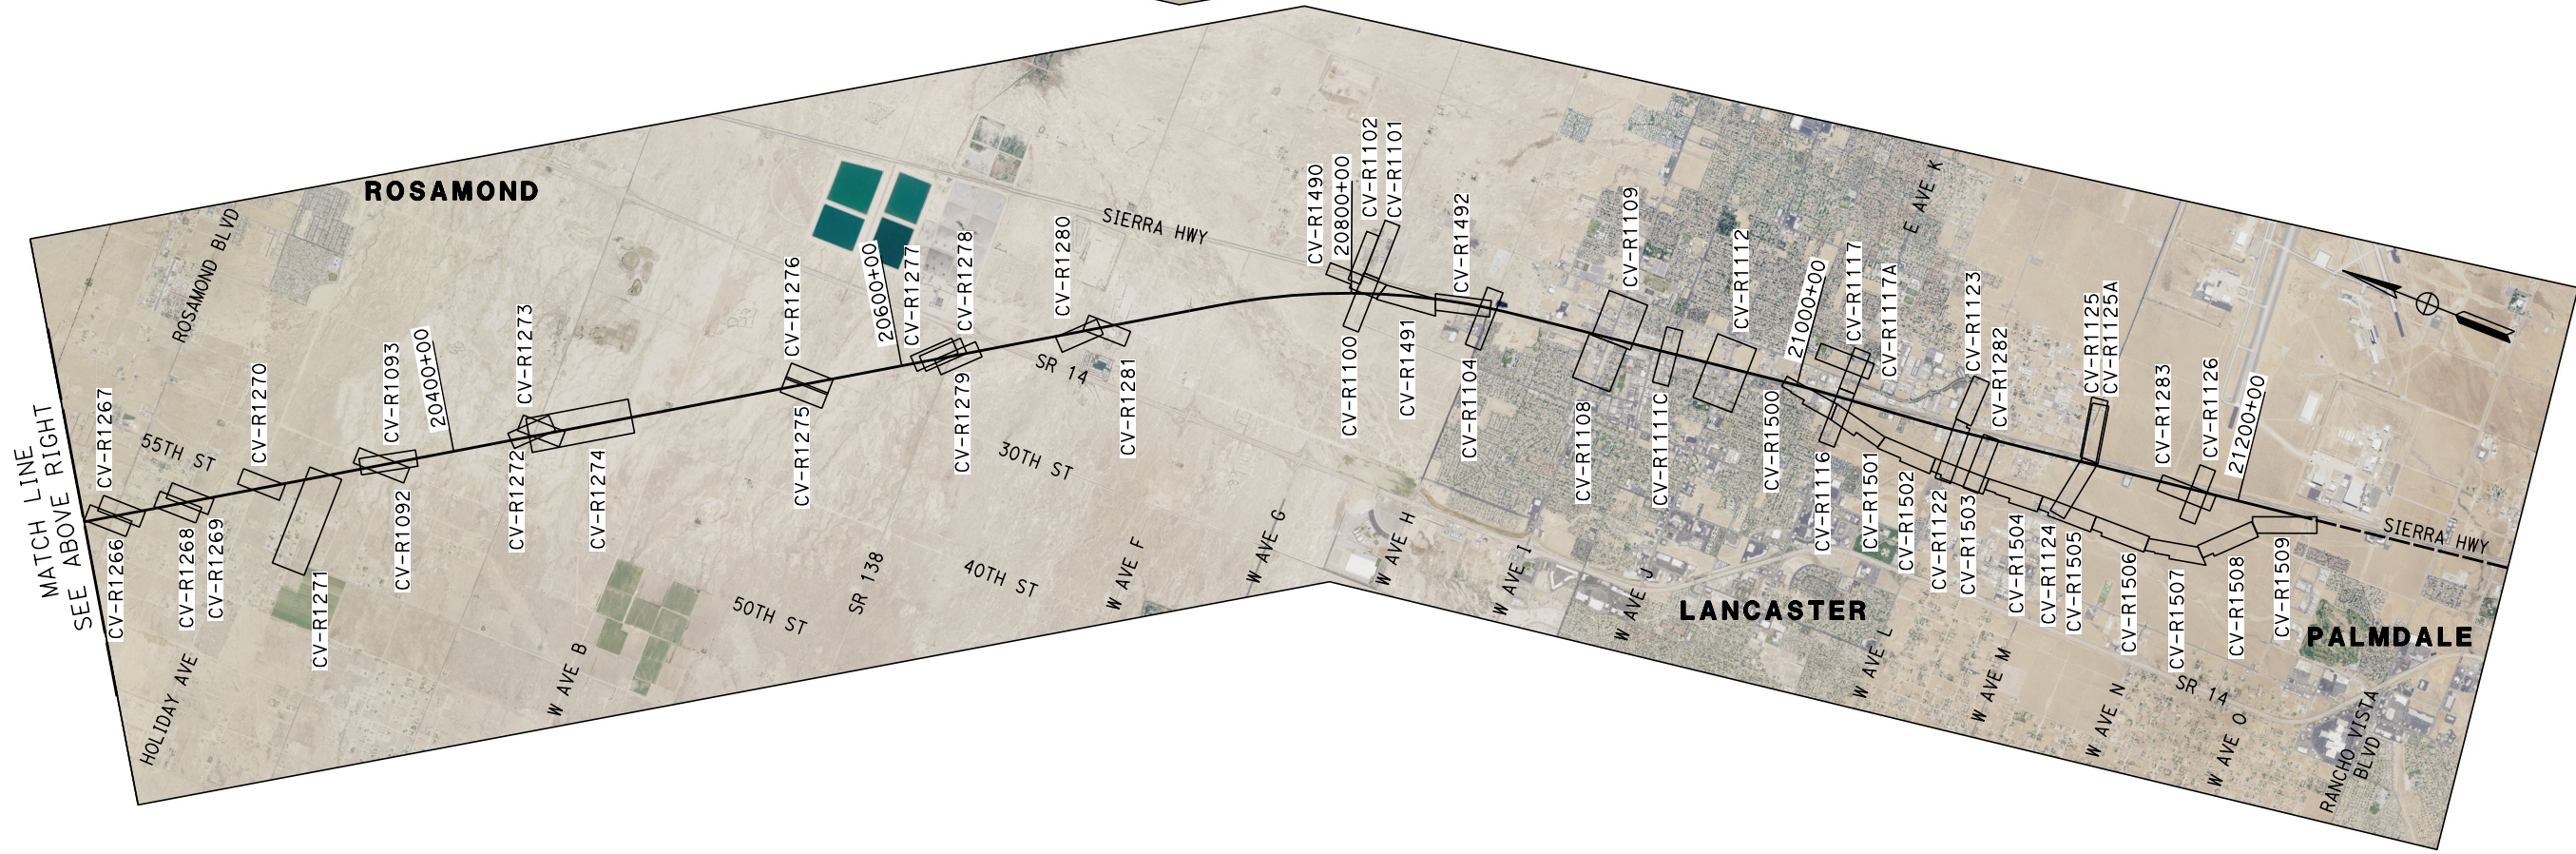 MATCH LINE
SEE ABOVE RIGHT
ROSAMOND
ROSAMOND BLVD
55TH ST
HOLIDAY AVE
CV-R1266
CV-R1267
CV-R1268
CV-R1269
CV-R1270
CV-R1271
CV-R1093
CV-R1092
20400+00
CV-R1272
CV-R1273
CV-R1274
W AVE B
CV-R1276
CV-R1275
50TH ST
SR 138
20600+00
CV-R1277
CV-R1278
CV-R1279
40TH ST
30TH ST
SR 14
CV-R1280
CV-R1281
SIERRA HWY
W AVE F
W AVE G
CV-R1490
20800+00
CV-R1102
CV-R1101
CV-R1100
CV-R1491
W AVE H
CV-R1492
CV-R1104
W AVE I
CV-R1109
CV-R1108
W AVE J
CV-R1111C
CV-R1112
LANCASTER
CV-R1500
21000+00
CV-R1117
CV-R1117A
CV-R1116
CV-R1501
W AVE L
E AVE K
CV-R1502
CV-R1122
CV-R1503
CV-R1123
CV-R1282
W AVE M
CV-R1504
CV-R1124
CV-R1505
CV-R1125
CV-R1125A
W AVE N
CV-R1506
CV-R1283
CV-R1126
CV-R1507
21200+00
SR 14
W AVE O
CV-R1508
CV-R1509
SIERRA HWY
PALMDALE
RANCHO VISTA
BLVD